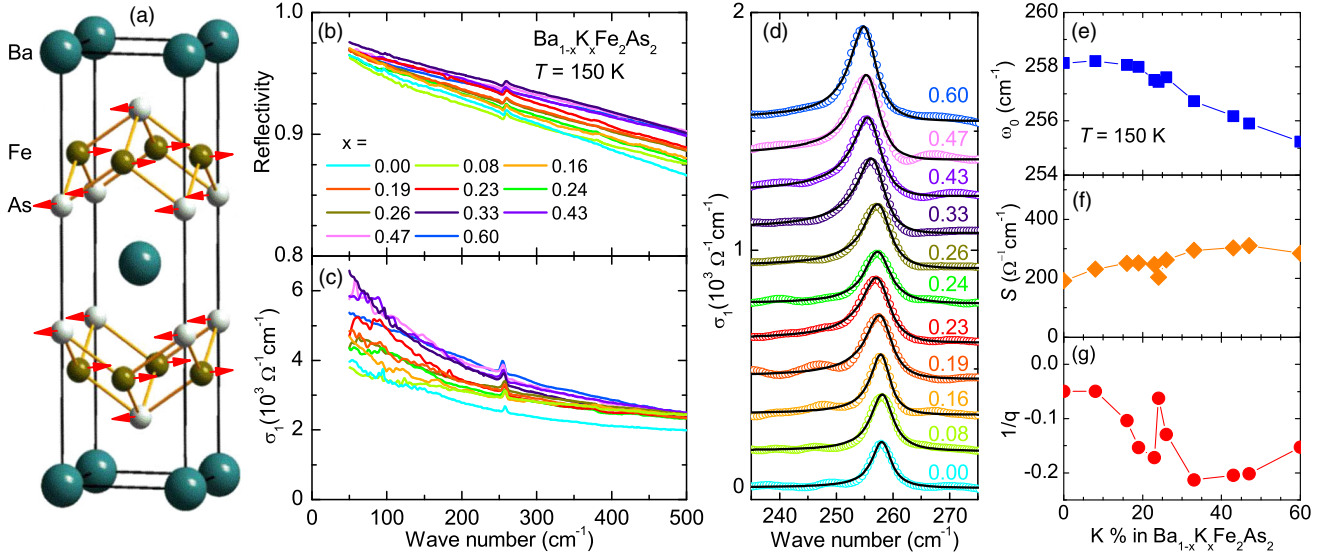 (a)
Ba
Fe
As
(b)
Ba1-xKxFe2As2
T = 150 K
x =
0.00 0.08 0.16
0.19 0.23 0.24
0.26 0.33 0.43
0.47 0.60
Reflectivity
1.0
0.9
0.8
(c)
σ1(10³ Ω⁻¹cm⁻¹)
6
4
2
0
0 100 200 300 400 500
Wave number (cm⁻¹)
(d)
σ1(10³ Ω⁻¹cm⁻¹)
2
1
0
0.60
0.47
0.43
0.33
0.26
0.24
0.23
0.19
0.16
0.08
0.00
240 250 260 270
Wave number (cm⁻¹)
(e)
ω0 (cm⁻¹)
260
258
256
254
T = 150 K
(f)
S (Ω⁻¹cm⁻¹)
400
200
0
(g)
1/q
0.0
-0.1
-0.2
0 10 20 30 40 50 60
K % in Ba1-xKxFe2As2